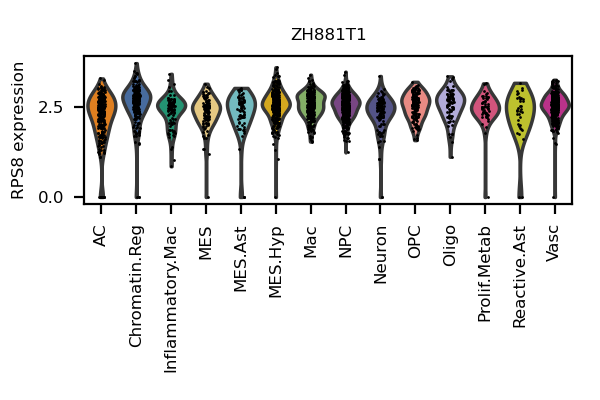 ZH881T1
RPS8 expression
2.5
0.0
AC
Chromatin.Reg
Inflammatory.Mac
MES
MES.Ast
MES.Hyp
Mac
NPC
Neuron
OPC
Oligo
Prolif.Metab
Reactive.Ast
Vasc